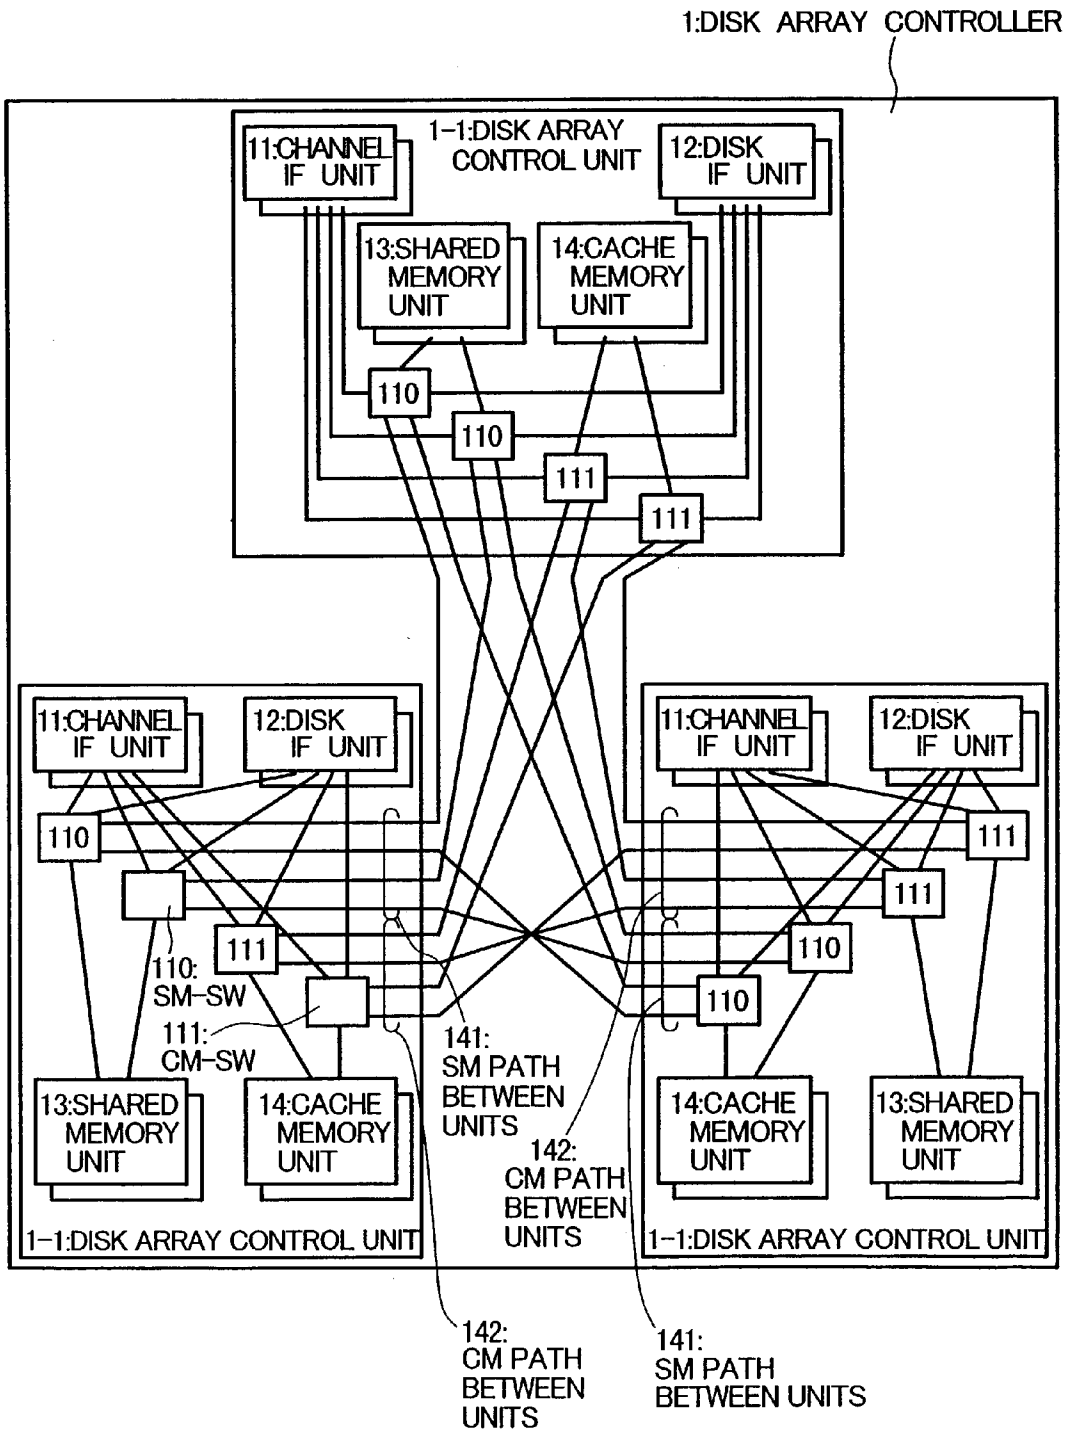 1:DISK ARRAY CONTROLLER
1-1:DISK ARRAY
CONTROL UNIT
11:CHANNEL
IF UNIT
12:DISK
IF UNIT
13:SHARED
MEMORY
UNIT
14:CACHE
MEMORY
UNIT
110
110
111
111
11:CHANNEL
IF UNIT
12:DISK
IF UNIT
110
111
110:
SM-SW
111:
CM-SW
13:SHARED
MEMORY
UNIT
14:CACHE
MEMORY
UNIT
1-1:DISK ARRAY CONTROL UNIT
141:
SM PATH
BETWEEN
UNITS
142:
CM PATH
BETWEEN
UNITS
11:CHANNEL
IF UNIT
12:DISK
IF UNIT
111
111
110
110
14:CACHE
MEMORY
UNIT
13:SHARED
MEMORY
UNIT
1-1:DISK ARRAY CONTROL UNIT
142:
CM PATH
BETWEEN
UNITS
141:
SM PATH
BETWEEN UNITS